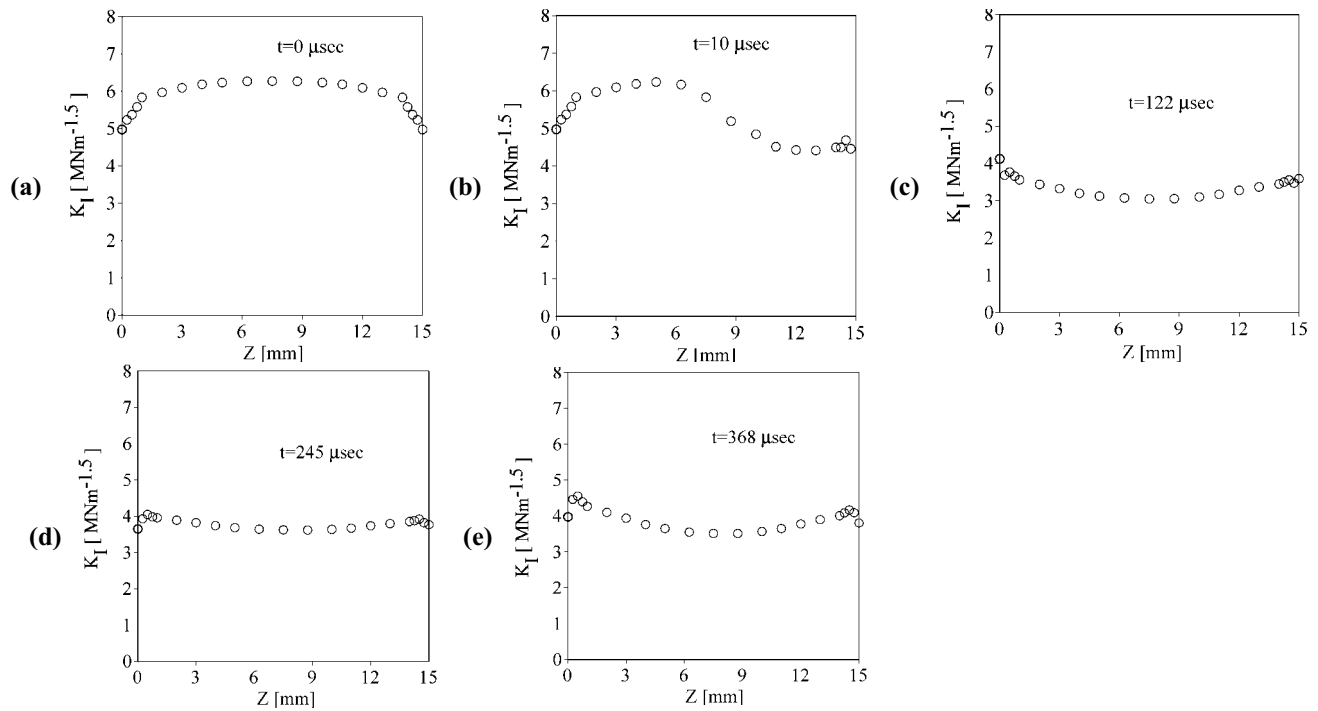 (a)
K_I [ MNm^-1.5 ]
8
7
6
5
4
3
2
1
0
t=0 µsec
0 3 6 9 12 15
Z [mm]
(b)
K_I [ MNm^-1.5 ]
8
7
6
5
4
3
2
1
0
t=10 µsec
0 3 6 9 12 15
Z [mm]
(c)
K_I [ MNm^-1.5 ]
8
7
6
5
4
3
2
1
0
t=122 µsec
0 3 6 9 12 15
Z [mm]
(d)
K_I [ MNm^-1.5 ]
8
7
6
5
4
3
2
1
0
t=245 µsec
0 3 6 9 12 15
Z [mm]
(e)
K_I [ MNm^-1.5 ]
8
7
6
5
4
3
2
1
0
t=368 µsec
0 3 6 9 12 15
Z [mm]